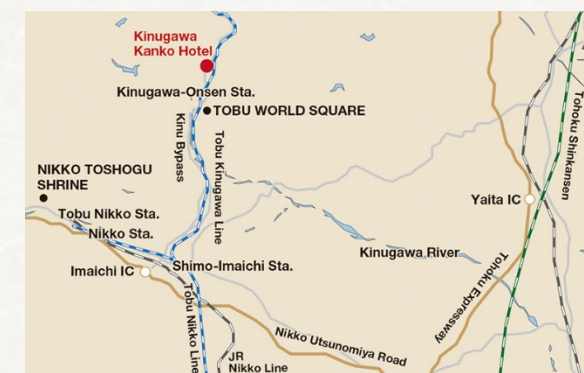 Kinugawa
Kanko Hotel
Kinugawa-Onsen Sta.
TOBU WORLD SQUARE
Kinu Bypass
Tobu Kinugawa Line
Tohoku Shinkansen
NIKKO TOSHOGU
SHRINE
Yaita IC
Tobu Nikko Sta.
Nikko Sta.
Kinugawa River
Imaichi IC
Shimo-Imaichi Sta.
Tohoku Expressway
Tobu Nikko Line
Nikko Utsunomiya Road
JR
Nikko Line